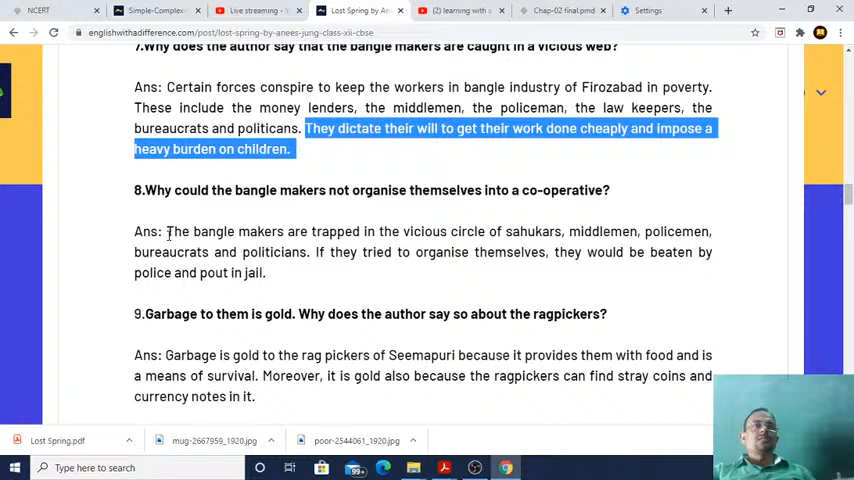 NCERT
Simple-Complex
Live streaming - Y
Lost Spring by An
(2) learning with a
Chap-02 final.pmd
Settings
englishwithadifference.com/post/lost-spring-by-anees-jung-class-xii-cbse
7.Why does the author say that the bangle makers are caught in a vicious web?
Ans: Certain forces conspire to keep the workers in bangle industry of Firozabad in poverty.
These include the money lenders, the middlemen, the policeman, the law keepers, the
bureaucrats and politicans. They dictate their will to get their work done cheaply and impose a
heavy burden on children.
8.Why could the bangle makers not organise themselves into a co-operative?
Ans: The bangle makers are trapped in the vicious circle of sahukars, middlemen, policemen,
bureaucrats and politicians. If they tried to organise themselves, they would be beaten by
police and pout in jail.
9.Garbage to them is gold. Why does the author say so about the ragpickers?
Ans: Garbage is gold to the rag pickers of Seemapuri because it provides them with food and is
a means of survival. Moreover, it is gold also because the ragpickers can find stray coins and
currency notes in it.
Lost Spring.pdf
mug-2667959_1920.jpg
poor-2544061_1920.jpg
Type here to search
99+